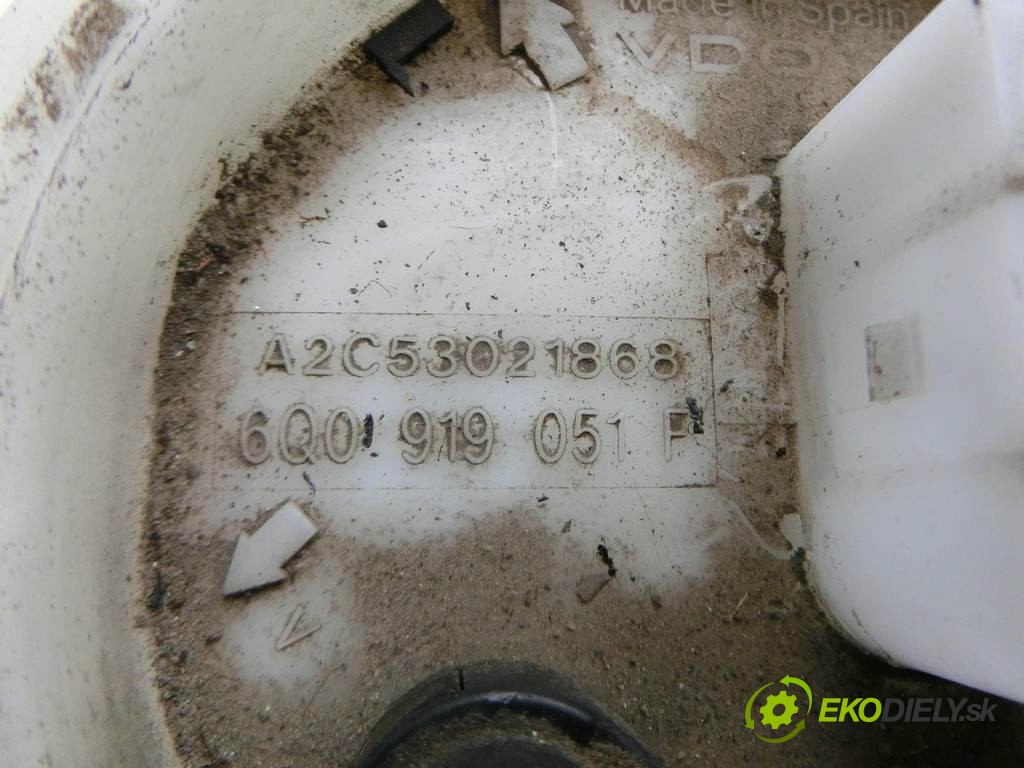 Made in Spain
VDO
A2C53021868
6Q0 919 051 F
V
EKODIELY.sk